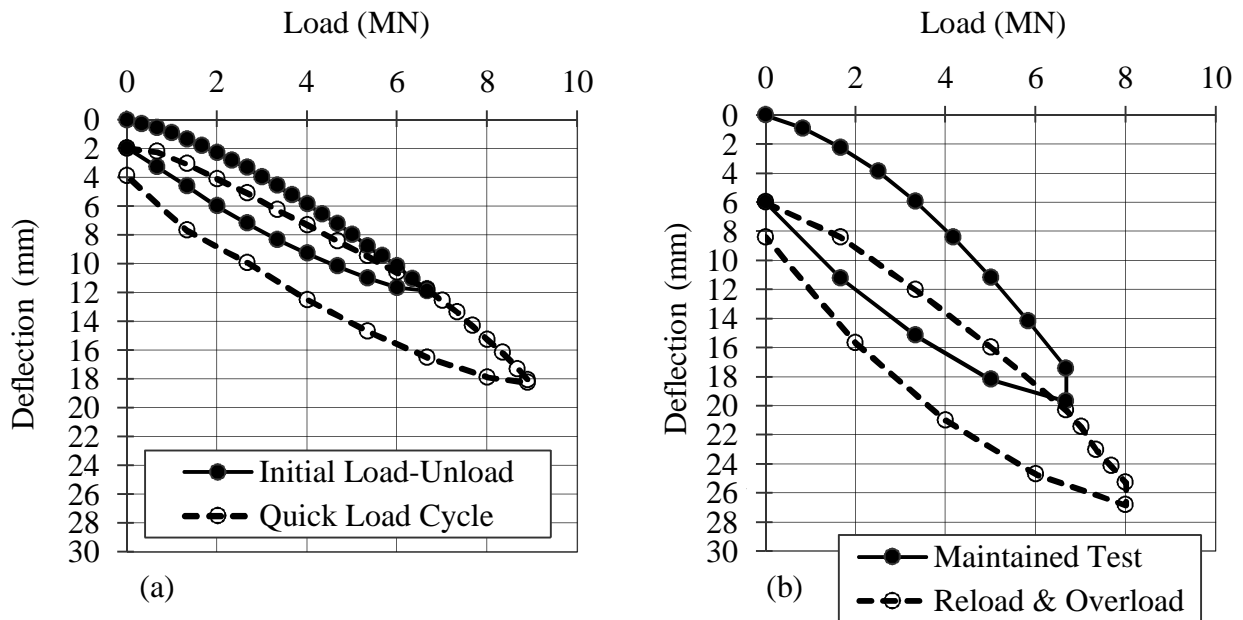 Load (MN)
0 2 4 6 8 10
0
2
4
6
8
10
12
14
16
18
20
22
24
26
28
30
Deflection (mm)
Initial Load-Unload
Quick Load Cycle
(a)
Load (MN)
0 2 4 6 8 10
0
2
4
6
8
10
12
14
16
18
20
22
24
26
28
30
Deflection (mm)
Maintained Test
Reload & Overload
(b)